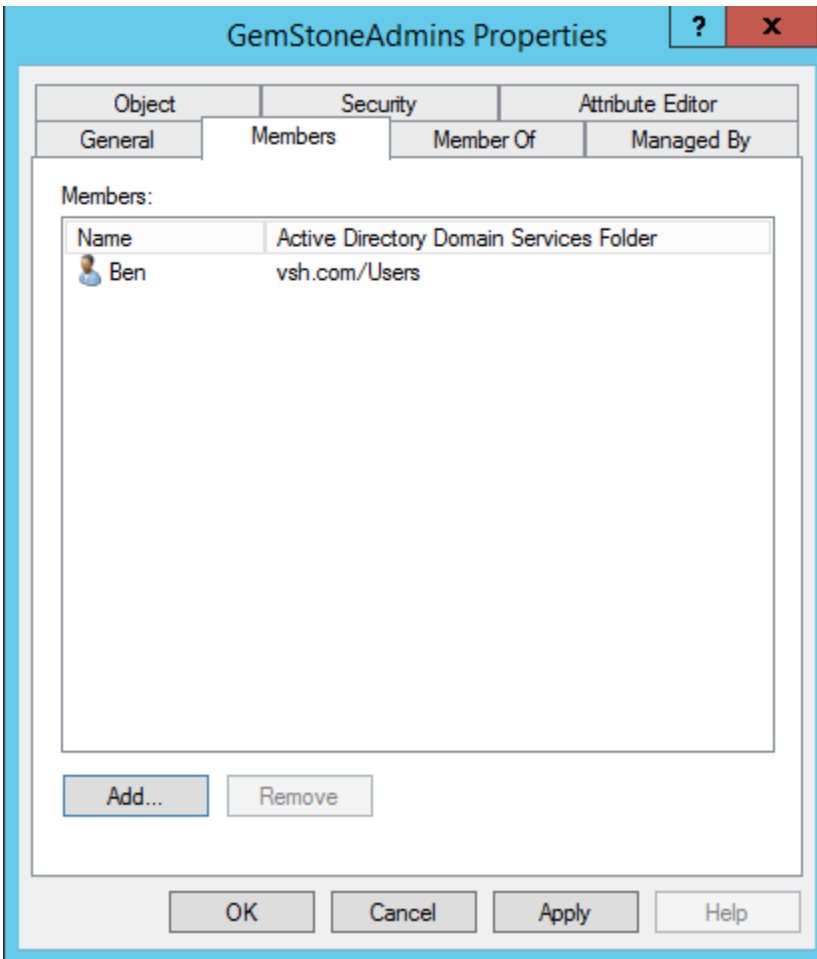 GemStoneAdmins Properties ? x
Object Security Attribute Editor
General Members Member Of Managed By
Members:
Name Active Directory Domain Services Folder
Ben vsh.com/Users
Add... Remove
OK Cancel Apply Help